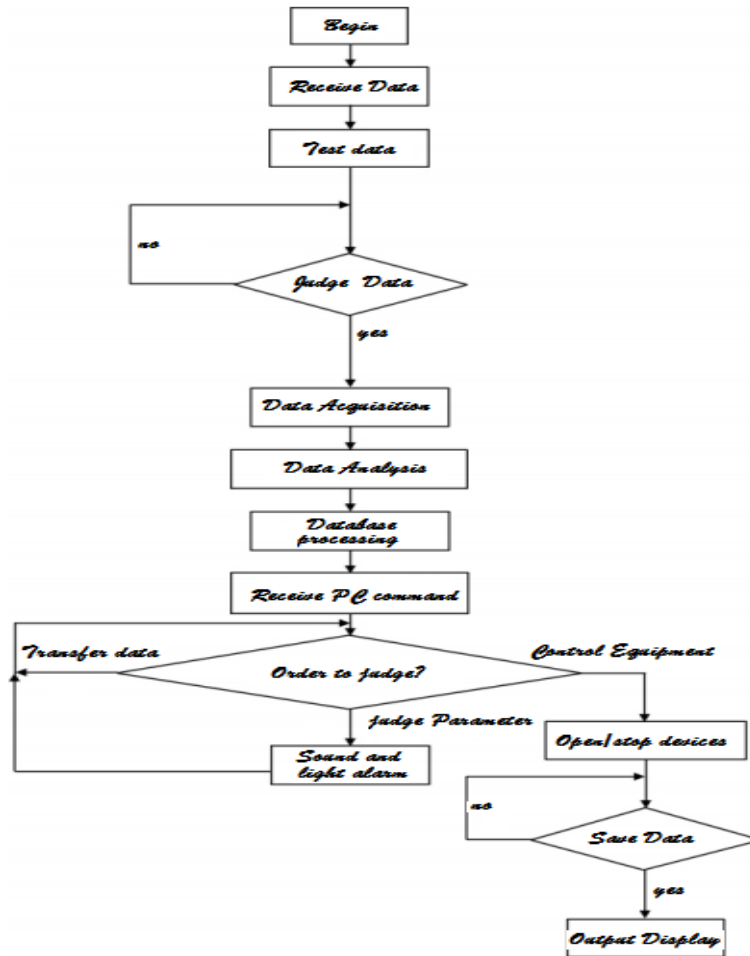 Begin
Receive Data
Test data
no
Judge Data
yes
Data Acquisition
Data Analysis
Database
processing
Receive PC command
Transfer data
Control Equipment
Order to judge?
judge Parameter
Open/stop devices
Sound and
light alarm
no
Save Data
yes
Output Display